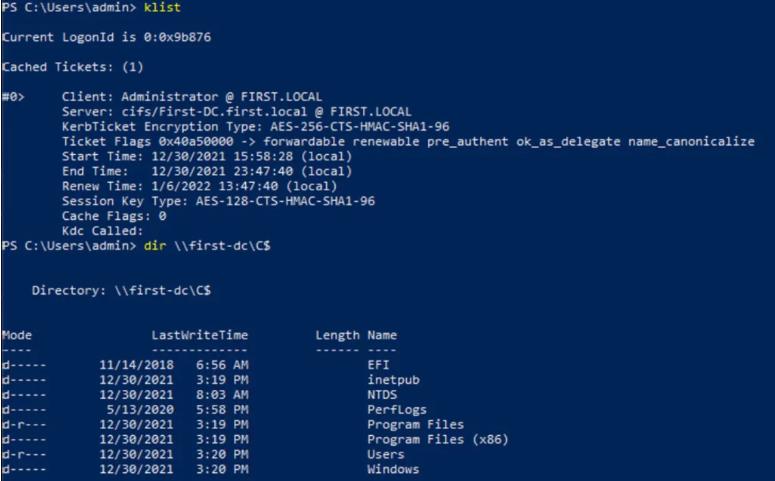 PS C:\Users\admin> klist
Current LogonId is 0:0x9b876
Cached Tickets: (1)
#0>     Client: Administrator @ FIRST.LOCAL
        Server: cifs/First-DC.first.local @ FIRST.LOCAL
        KerbTicket Encryption Type: AES-256-CTS-HMAC-SHA1-96
        Ticket Flags 0x40a50000 -> forwardable renewable pre_authent ok_as_delegate name_canonicalize
        Start Time: 12/30/2021 15:58:28 (local)
        End Time:   12/30/2021 23:47:40 (local)
        Renew Time: 1/6/2022 13:47:40 (local)
        Session Key Type: AES-128-CTS-HMAC-SHA1-96
        Cache Flags: 0
        Kdc Called:
PS C:\Users\admin> dir \\first-dc\C$
    Directory: \\first-dc\C$
Mode                LastWriteTime         Length Name
----                -------------         ------ ----
d-----       11/14/2018   6:56 AM                EFI
d-----       12/30/2021   3:19 PM                inetpub
d-----       12/30/2021   8:03 AM                NTDS
d-----        5/13/2020   5:58 PM                PerfLogs
d-r---       12/30/2021   3:19 PM                Program Files
d-----       12/30/2021   3:19 PM                Program Files (x86)
d-r---       12/30/2021   3:20 PM                Users
d-----       12/30/2021   3:20 PM                Windows